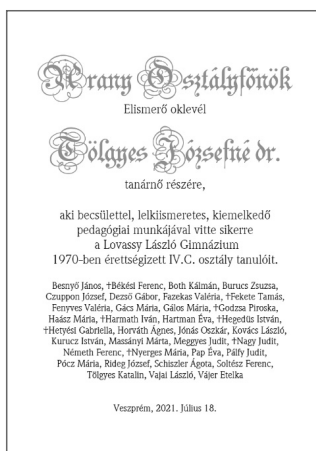 Arany Osztályfőnök
Elismerő oklevél
Tölgyes Józsefné dr.
tanárnő részére,
aki becsülettel, lelkiismeretes, kiemelkedő
pedagógiai munkájával vitte sikerre
a Lovassy László Gimnázium
1970-ben érettségizett IV.C. osztály tanulóit.
Besnyő János, †Békési Ferenc, Both Kálmán, Burucs Zsuzsa,
Czuppon József, Dezső Gábor, Fazekas Valéria, †Fekete Tamás,
Fenyves Valéria, Gács Mária, Gálos Mária, †Godzsa Piroska,
Haász Mária, †Harmath Iván, Hartman Éva, †Hegedüs István,
†Hetyési Gabriella, Horváth Ágnes, Jónás Oszkár, Kovács László,
Kurucz István, Massányi Márta, Meggyes Judit, †Nagy Judit,
Németh Ferenc, †Nyerges Mária, Pap Éva, Pálfy Judit,
Pócz Mária, Rideg József, Schiszler Ágota, Soltész Ferenc,
Tölgyes Katalin, Vajai László, Vájer Etelka
Veszprém, 2021. Július 18.